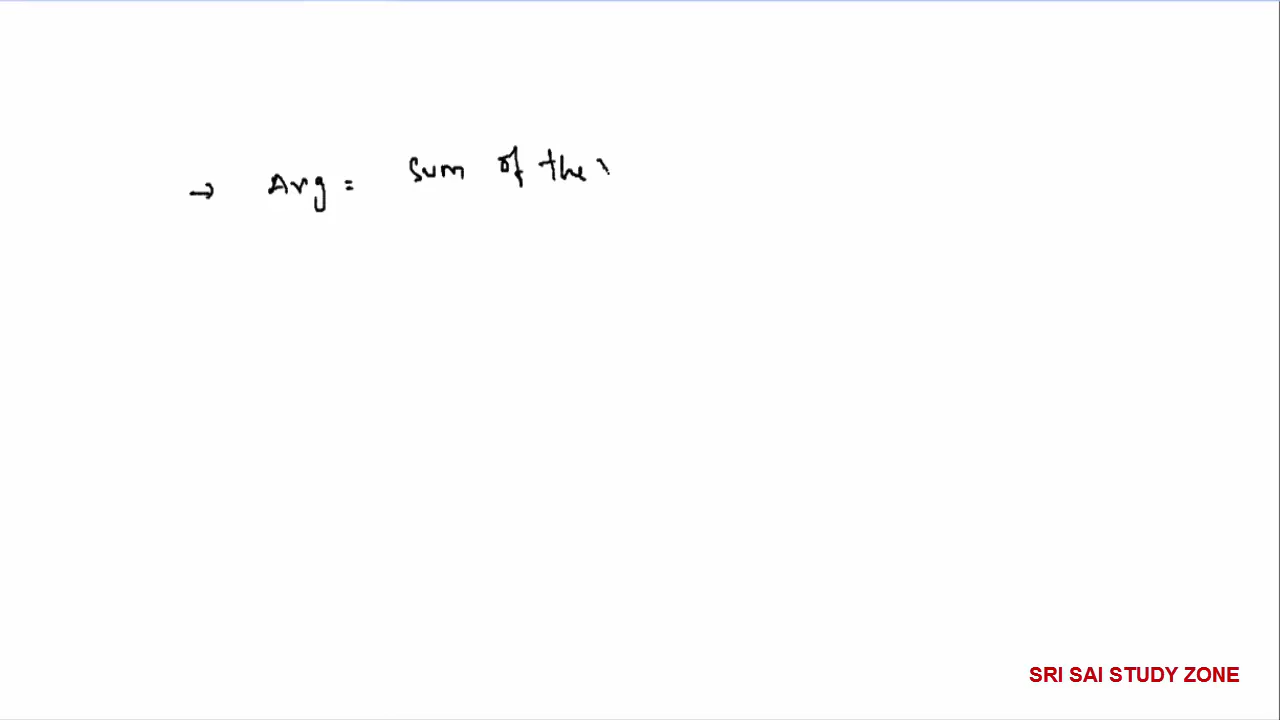 → Avg = Sum of the
SRI SAI STUDY ZONE